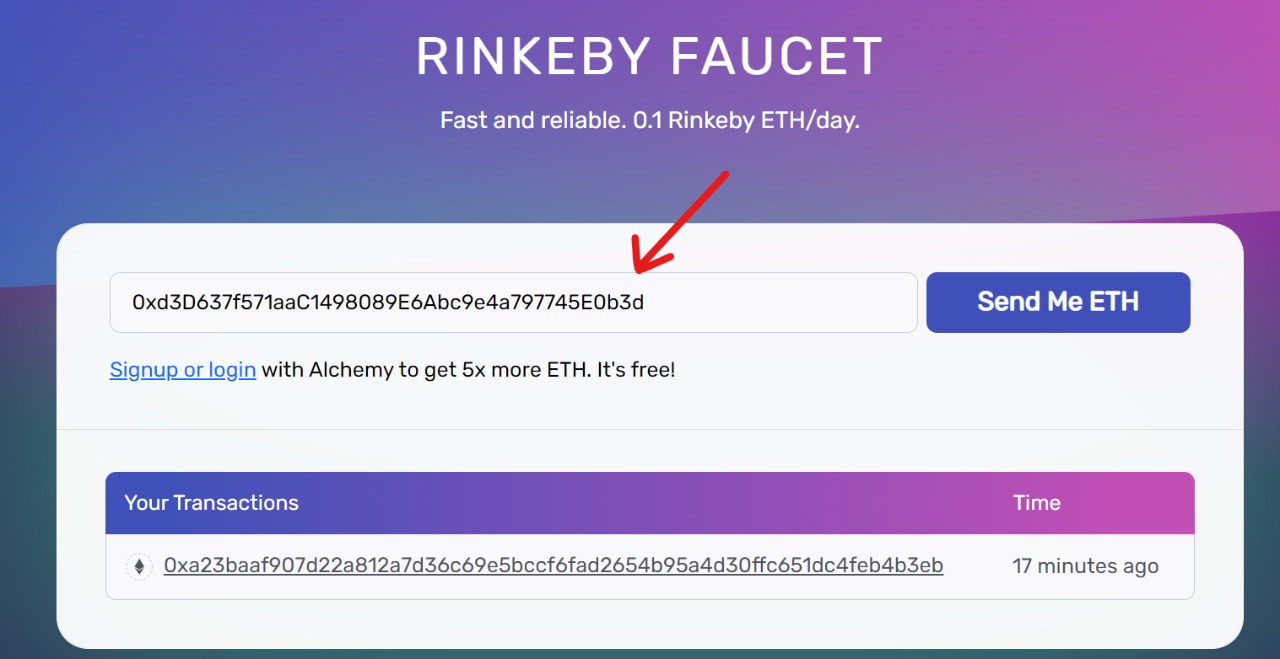 RINKEBY FAUCET
Fast and reliable. 0.1 Rinkeby ETH/day.
0xd3D637f571aaC1498089E6Abc9e4a797745E0b3d
Send Me ETH
Signup or login with Alchemy to get 5x more ETH. It's free!
Your Transactions Time
0xa23baaf907d22a812a7d36c69e5bccf6fad2654b95a4d30ffc651dc4feb4b3eb 17 minutes ago